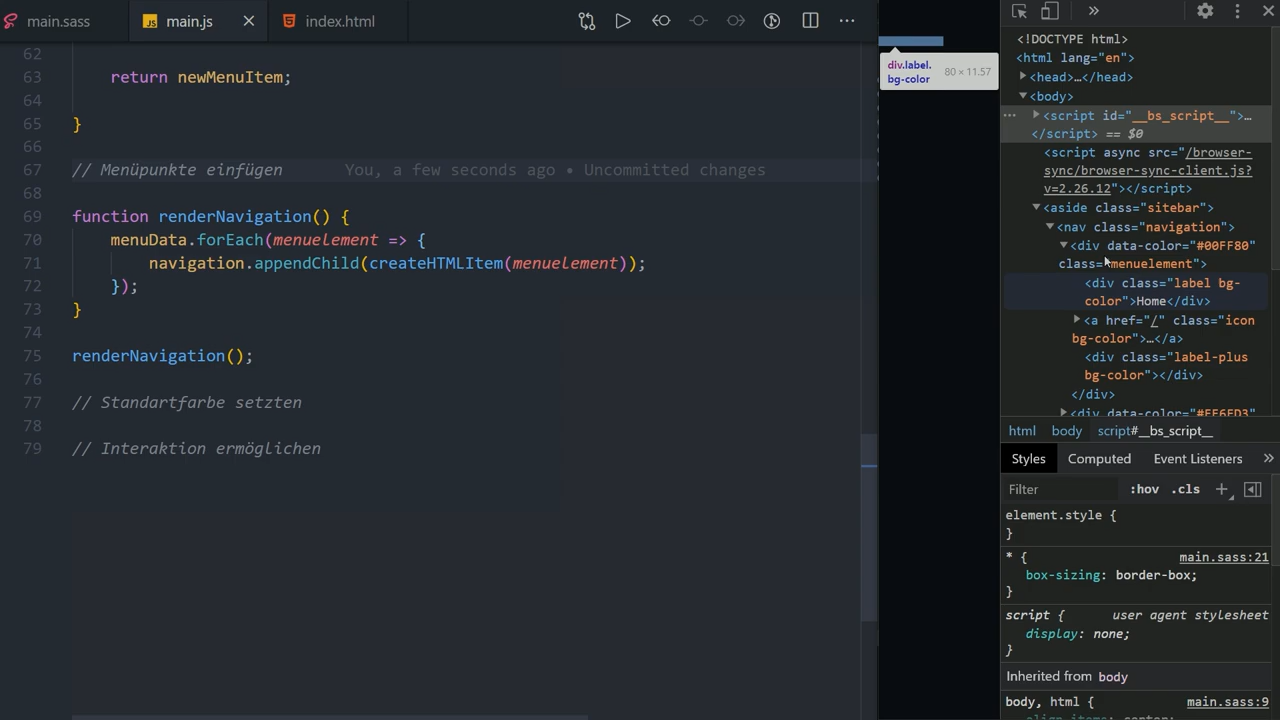 main.sass
main.js
index.html
62
63 return newMenuItem;
64
65 }
66
67 // Menüpunkte einfügen You, a few seconds ago • Uncommitted changes
68
69 function renderNavigation() {
70 menuData.forEach(menuelement => {
71 navigation.appendChild(createHTMLItem(menuelement));
72 });
73 }
74
75 renderNavigation();
76
77 // Standartfarbe setzten
78
79 // Interaktion ermöglichen
div.label.
bg-color 80 × 11.57
<!DOCTYPE html>
<html lang="en">
<head>…</head>
<body>
<script id="__bs_script__">…
</script> == $0
<script async src="/browser-
sync/browser-sync-client.js?
v=2.26.12"></script>
<aside class="sitebar">
<nav class="navigation">
<div data-color="#00FF80"
class="menuelement">
<div class="label bg-
color">Home</div>
<a href="/" class="icon
bg-color">…</a>
<div class="label-plus
bg-color"></div>
</div>
<div data-color="#FF6FD3"
html body script#__bs_script__
Styles Computed Event Listeners
Filter :hov .cls
element.style {
}
* { main.sass:21
box-sizing: border-box;
}
script { user agent stylesheet
display: none;
}
Inherited from body
body, html { main.sass:9
align-items: center;